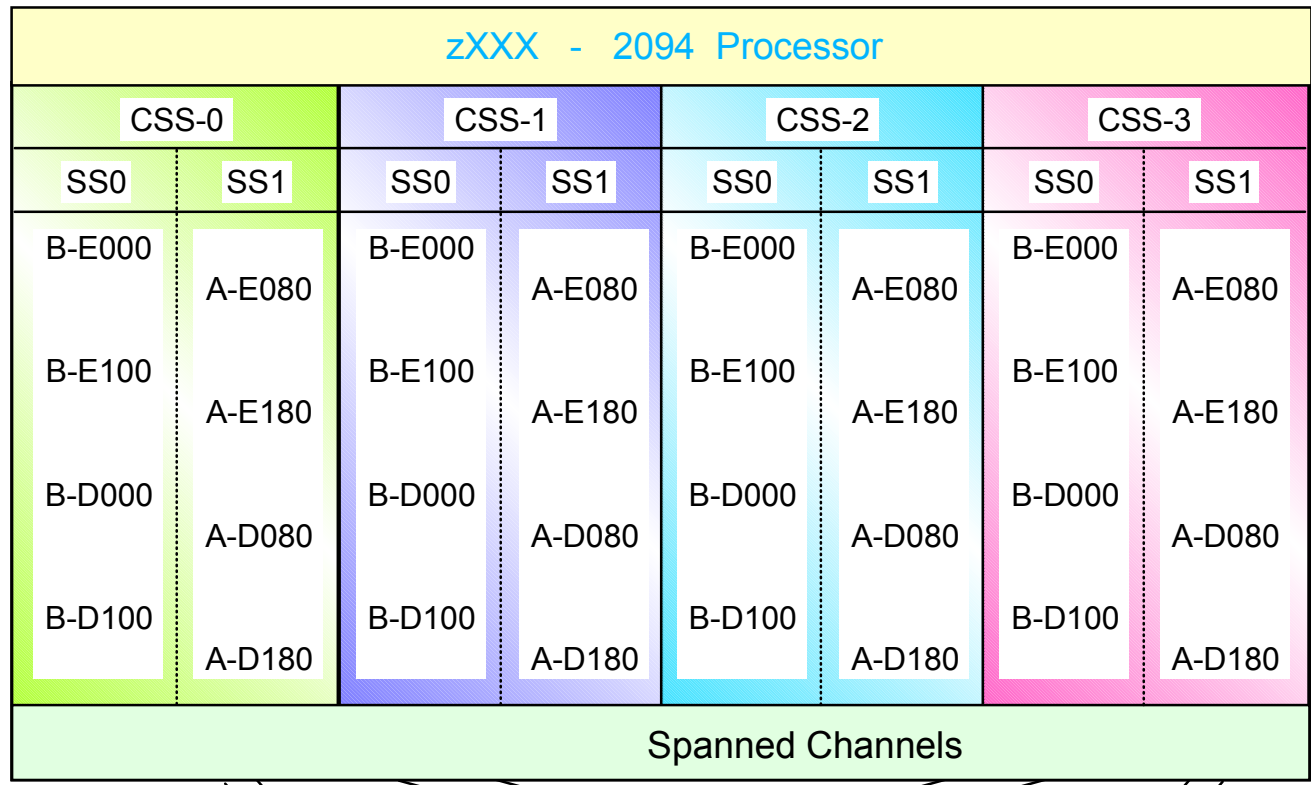 zXXX - 2094 Processor
CSS-0 CSS-1 CSS-2 CSS-3
SS0 SS1 SS0 SS1 SS0 SS1 SS0 SS1
B-E000 B-E000 B-E000 B-E000
A-E080 A-E080 A-E080 A-E080
B-E100 B-E100 B-E100 B-E100
A-E180 A-E180 A-E180 A-E180
B-D000 B-D000 B-D000 B-D000
A-D080 A-D080 A-D080 A-D080
B-D100 B-D100 B-D100 B-D100
A-D180 A-D180 A-D180 A-D180
Spanned Channels